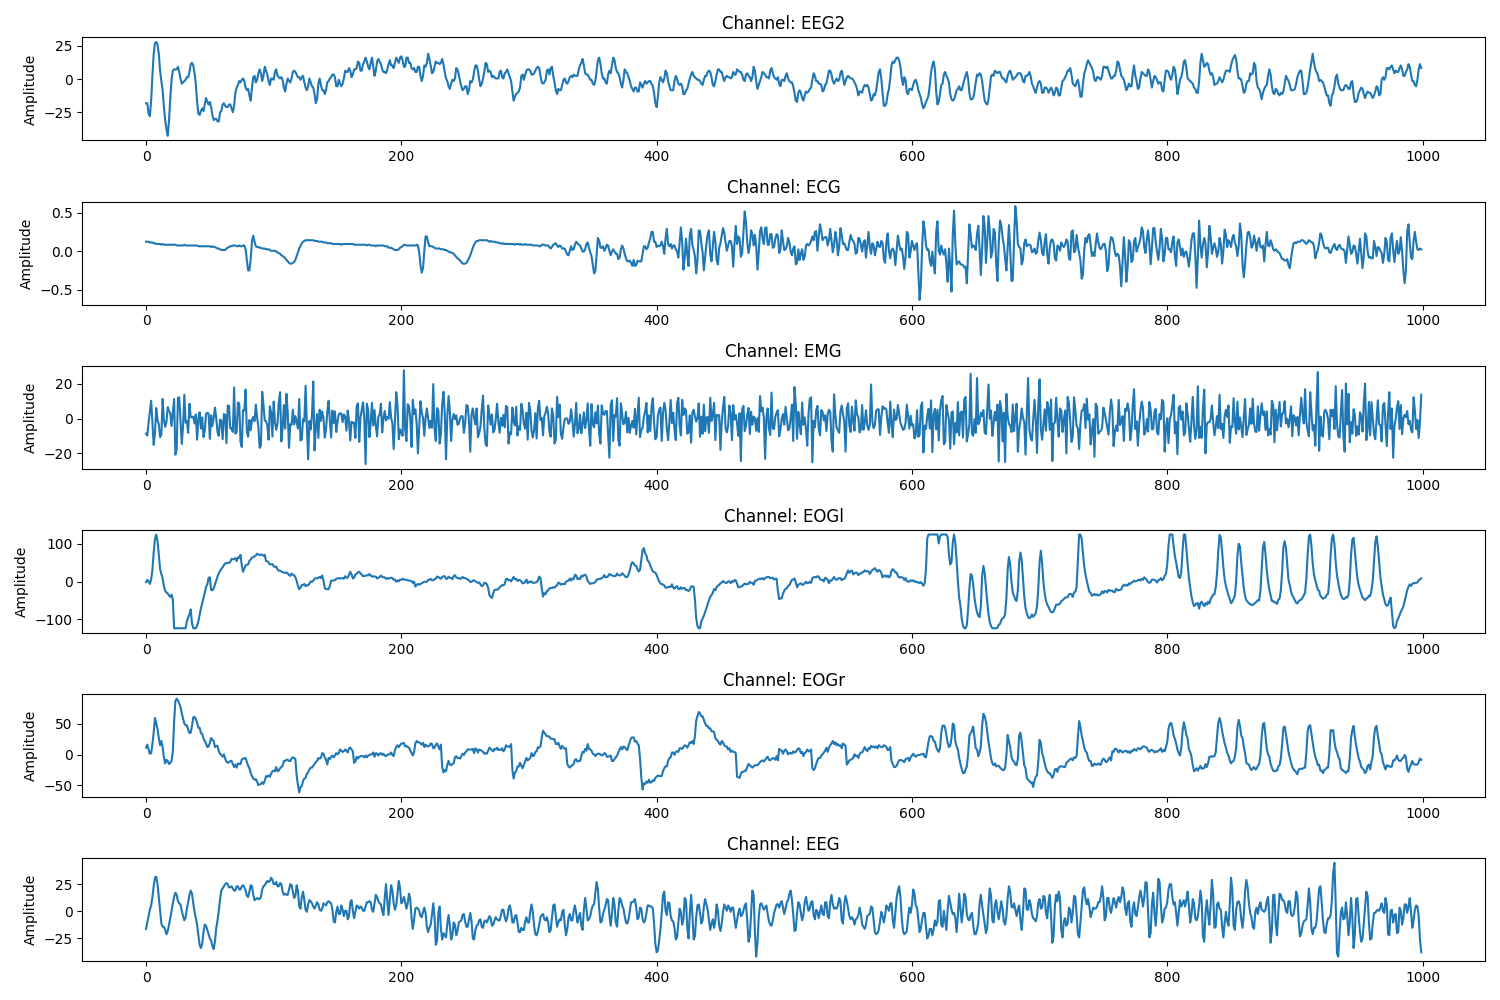 Channel: EEG2
Amplitude
25
0
−25
0 200 400 600 800 1000
Channel: ECG
Amplitude
0.5
0.0
−0.5
0 200 400 600 800 1000
Channel: EMG
Amplitude
20
0
−20
0 200 400 600 800 1000
Channel: EOGl
Amplitude
100
0
−100
0 200 400 600 800 1000
Channel: EOGr
Amplitude
50
0
−50
0 200 400 600 800 1000
Channel: EEG
Amplitude
25
0
−25
0 200 400 600 800 1000